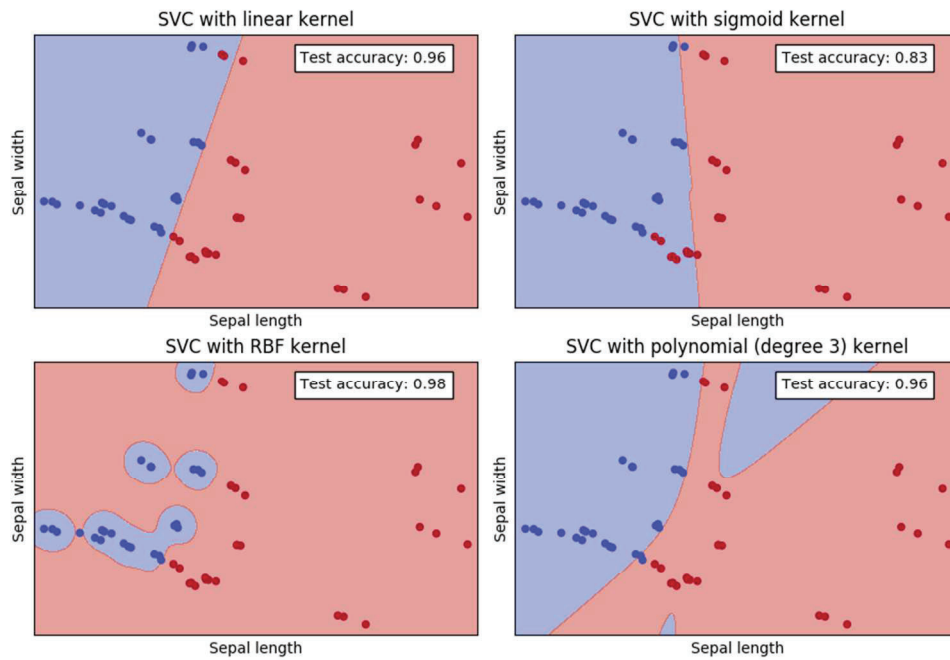 SVC with linear kernel
Test accuracy: 0.96
Sepal width
Sepal length
SVC with sigmoid kernel
Test accuracy: 0.83
Sepal width
Sepal length
SVC with RBF kernel
Test accuracy: 0.98
Sepal width
Sepal length
SVC with polynomial (degree 3) kernel
Test accuracy: 0.96
Sepal width
Sepal length